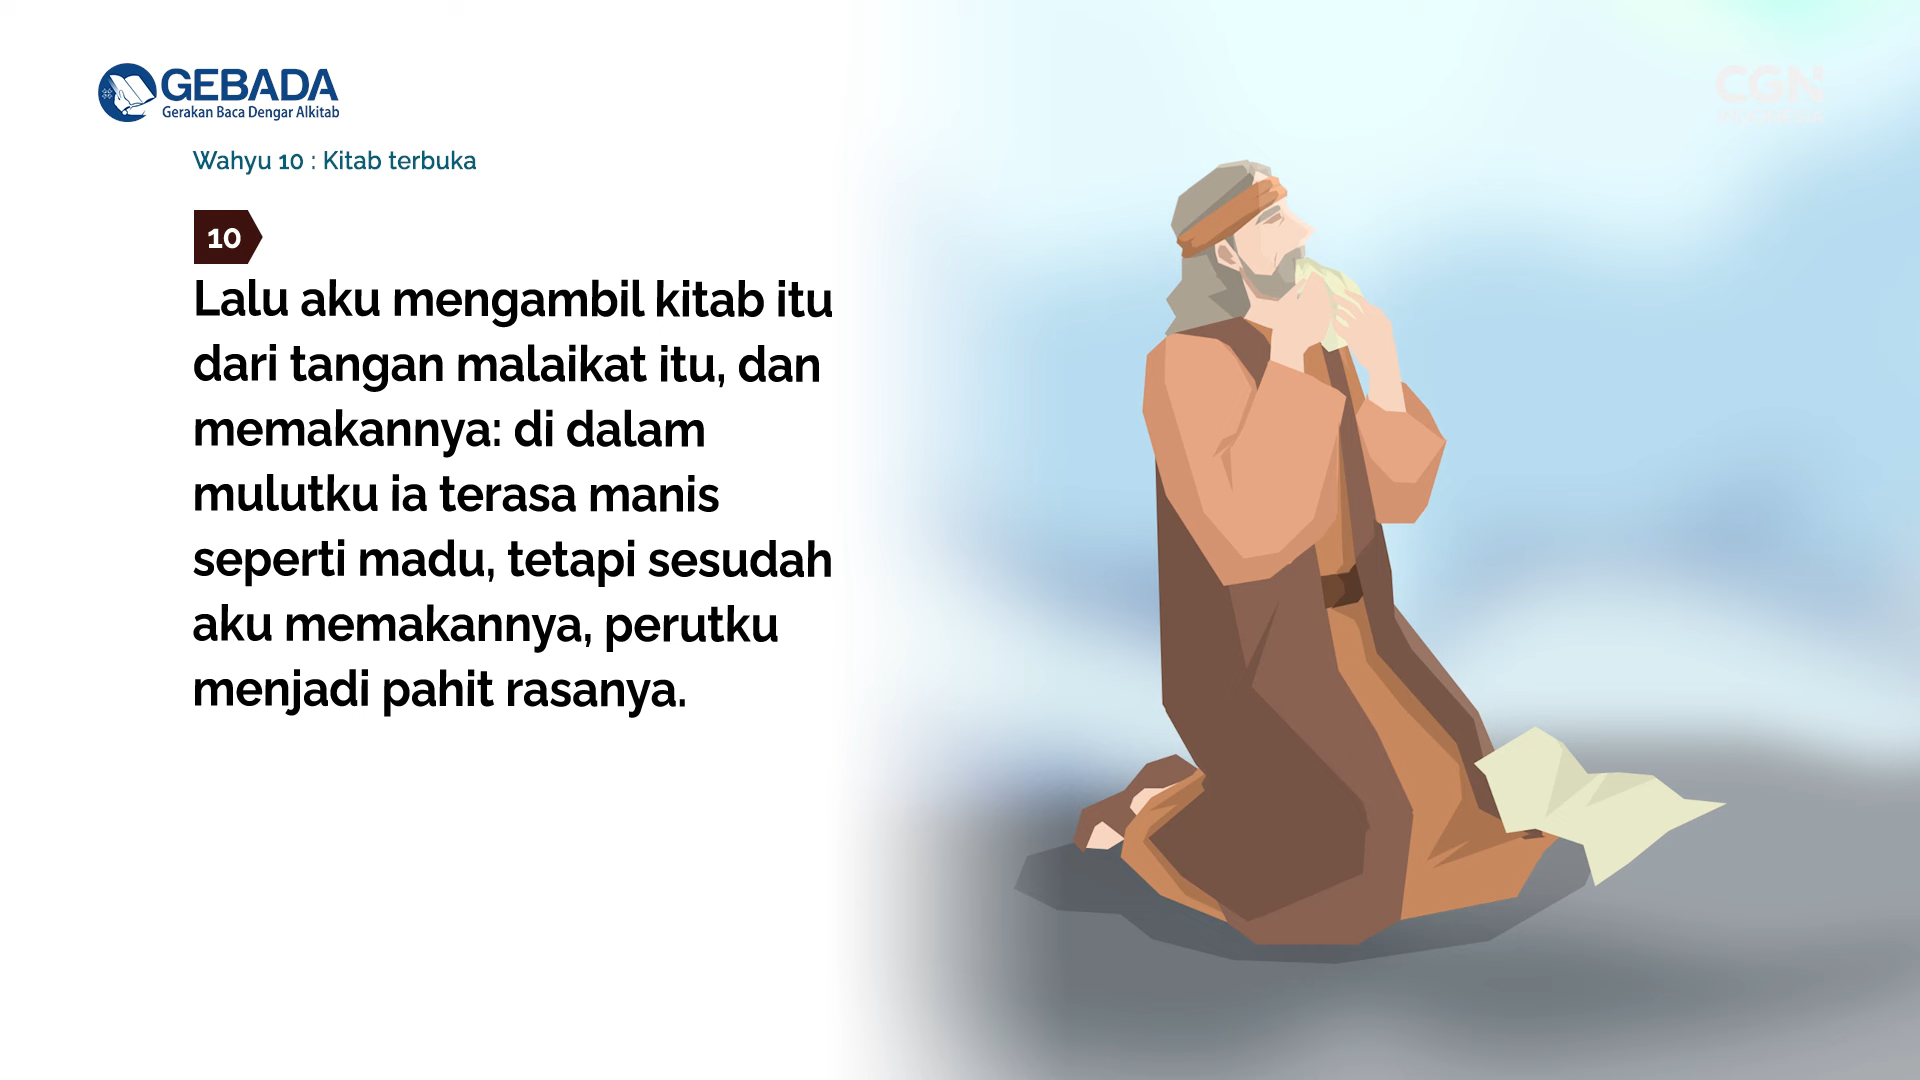 GEBADA
Gerakan Baca Dengar Alkitab
CGN
Wahyu 10 : Kitab terbuka
10
Lalu aku mengambil kitab itu
dari tangan malaikat itu, dan
memakannya: di dalam
mulutku ia terasa manis
seperti madu, tetapi sesudah
aku memakannya, perutku
menjadi pahit rasanya.